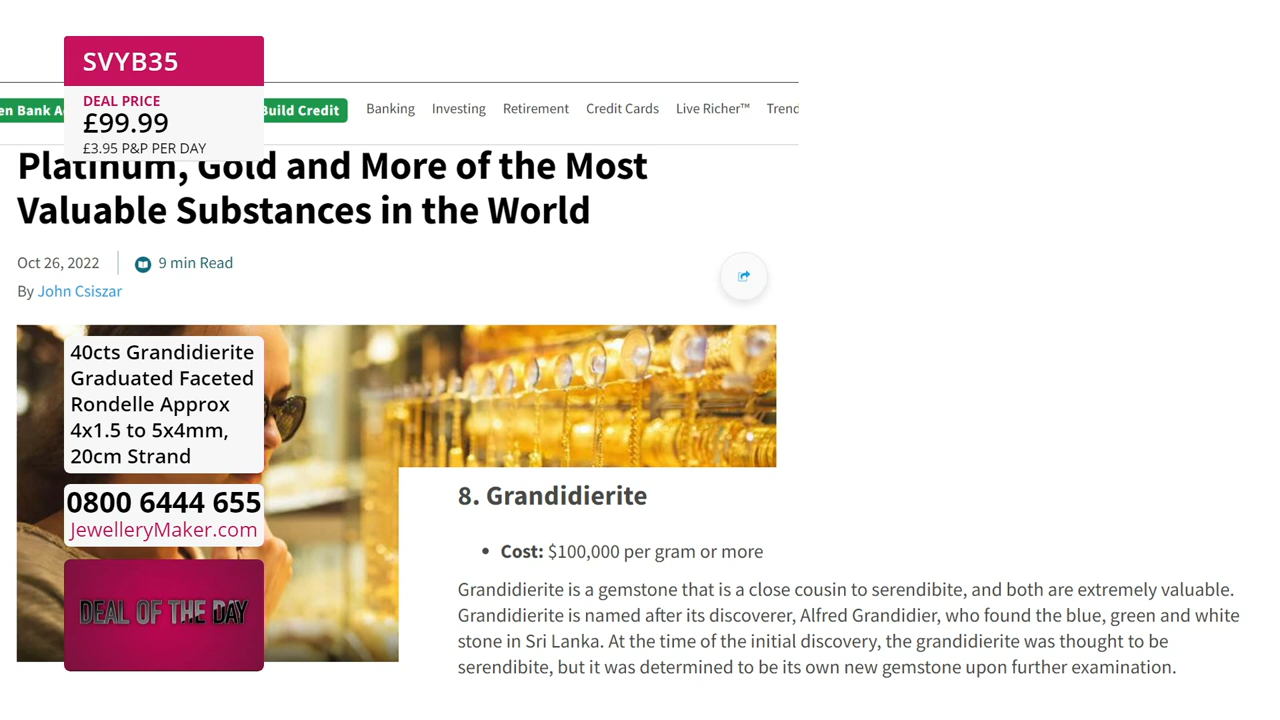 SVYB35
DEAL PRICE
£99.99
£3.95 P&P PER DAY
en Bank A
Build Credit
Banking
Investing
Retirement
Credit Cards
Live Richer™
Trend
Platinum, Gold and More of the Most
Valuable Substances in the World
Oct 26, 2022
9 min Read
By John Csiszar
40cts Grandidierite
Graduated Faceted
Rondelle Approx
4x1.5 to 5x4mm,
20cm Strand
0800 6444 655
JewelleryMaker.com
DEAL OF THE DAY
8. Grandidierite
• Cost: $100,000 per gram or more
Grandidierite is a gemstone that is a close cousin to serendibite, and both are extremely valuable.
Grandidierite is named after its discoverer, Alfred Grandidier, who found the blue, green and white
stone in Sri Lanka. At the time of the initial discovery, the grandidierite was thought to be
serendibite, but it was determined to be its own new gemstone upon further examination.